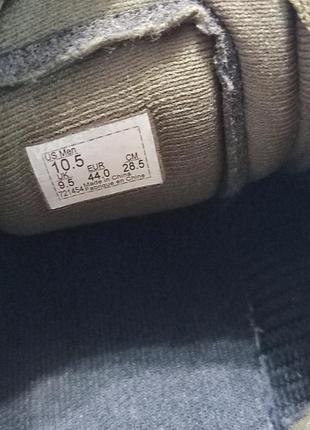 US Men
10.5
UK EUR CM
9.5 44.0 28.5
Made in China
721454 Fabriqué en Chine